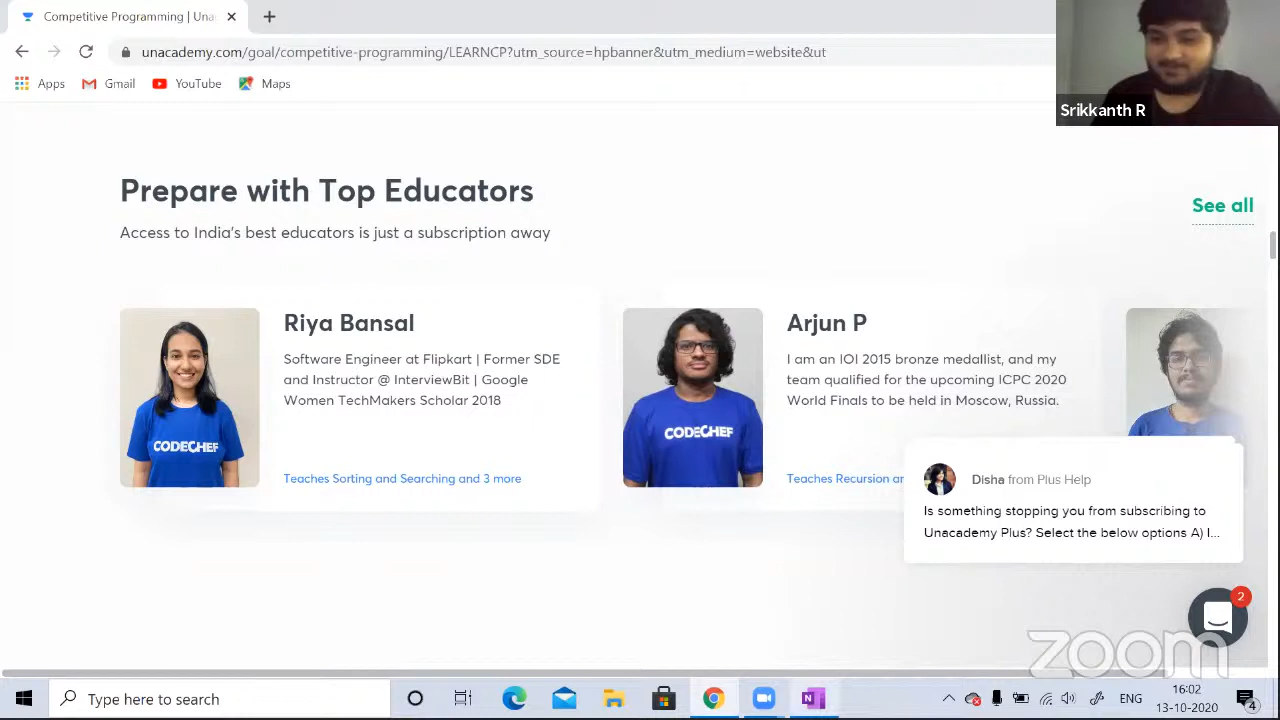 Competitive Programming | Una
unacademy.com/goal/competitive-programming/LEARNCP?utm_source=hpbanner&utm_medium=website&ut
Apps Gmail YouTube Maps
Srikkanth R
Prepare with Top Educators
See all
Access to India's best educators is just a subscription away
Riya Bansal
Software Engineer at Flipkart | Former SDE
and Instructor @ InterviewBit | Google
Women TechMakers Scholar 2018
Teaches Sorting and Searching and 3 more
CODECHEF
Arjun P
I am an IOI 2015 bronze medallist, and my
team qualified for the upcoming ICPC 2020
World Finals to be held in Moscow, Russia.
Teaches Recursion ar
CODECHEF
Disha from Plus Help
Is something stopping you from subscribing to
Unacademy Plus? Select the below options A) I...
2
zoom
Type here to search
ENG
16:02
13-10-2020
4